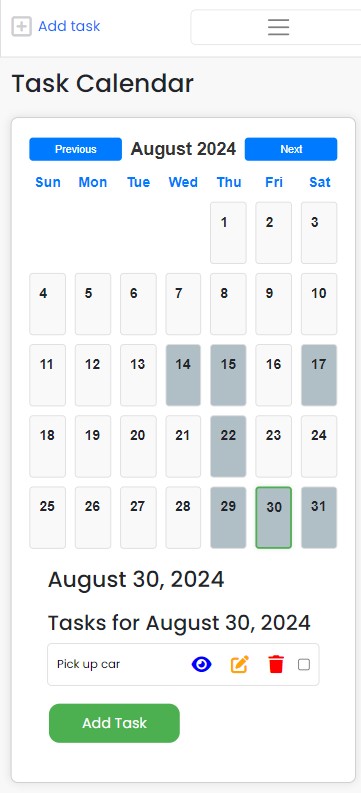 Add task
Task Calendar
Previous August 2024 Next
Sun Mon Tue Wed Thu Fri Sat
1 2 3
4 5 6 7 8 9 10
11 12 13 14 15 16 17
18 19 20 21 22 23 24
25 26 27 28 29 30 31
August 30, 2024
Tasks for August 30, 2024
Pick up car
Add Task